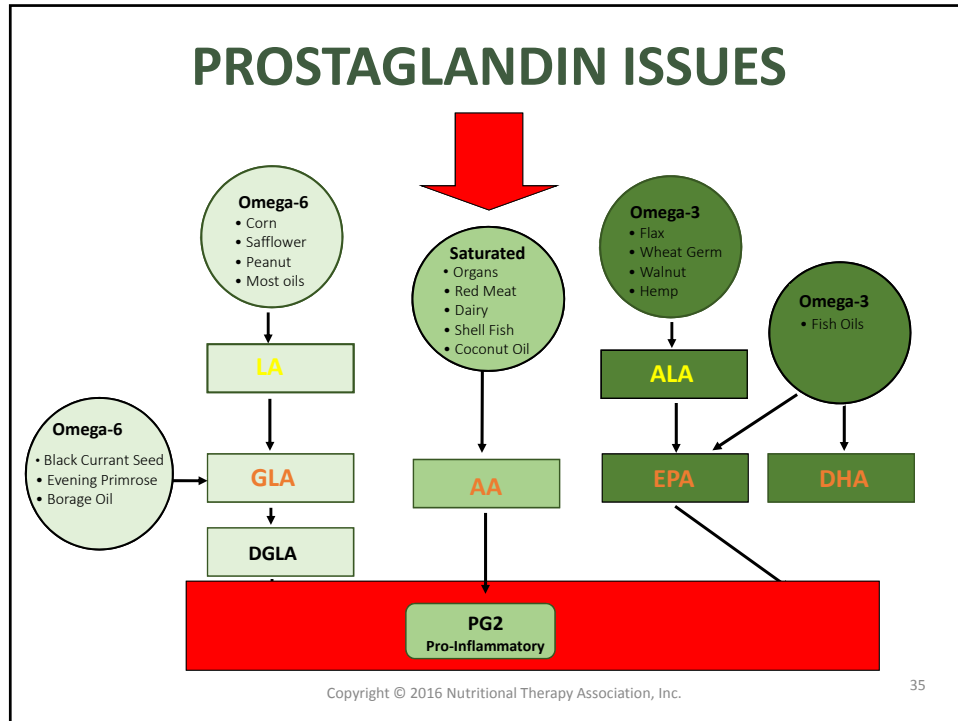 PROSTAGLANDIN ISSUES
Omega-6
• Corn
• Safflower
• Peanut
• Most oils
LA
Omega-6
• Black Currant Seed
• Evening Primrose
• Borage Oil
GLA
DGLA
Saturated
• Organs
• Red Meat
• Dairy
• Shell Fish
• Coconut Oil
AA
Omega-3
• Flax
• Wheat Germ
• Walnut
• Hemp
ALA
Omega-3
• Fish Oils
EPA
DHA
PG2
Pro-Inflammatory
Copyright © 2016 Nutritional Therapy Association, Inc.
35